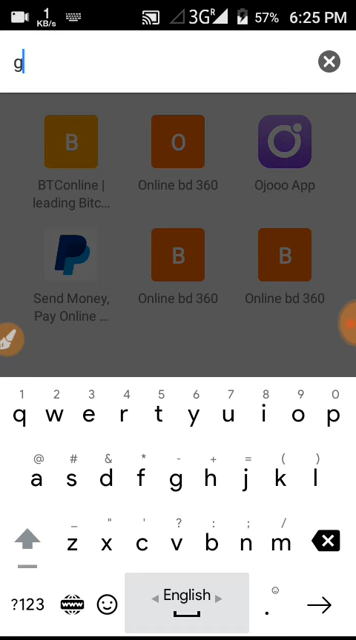 1 KB/s 3G R 57% 6:25 PM
g
B O
BTConline | Online bd 360 Ojooo App
leading Bitc...
B B
Send Money, Online bd 360 Online bd 360
Pay Online ...
1 2 3 4 5 6 7 8 9 0
q w e r t y u i o p
@ # & * - + = ( )
a s d f g h j k l
_ " ' ? : ; /
z x c v b n m
?123 www English .